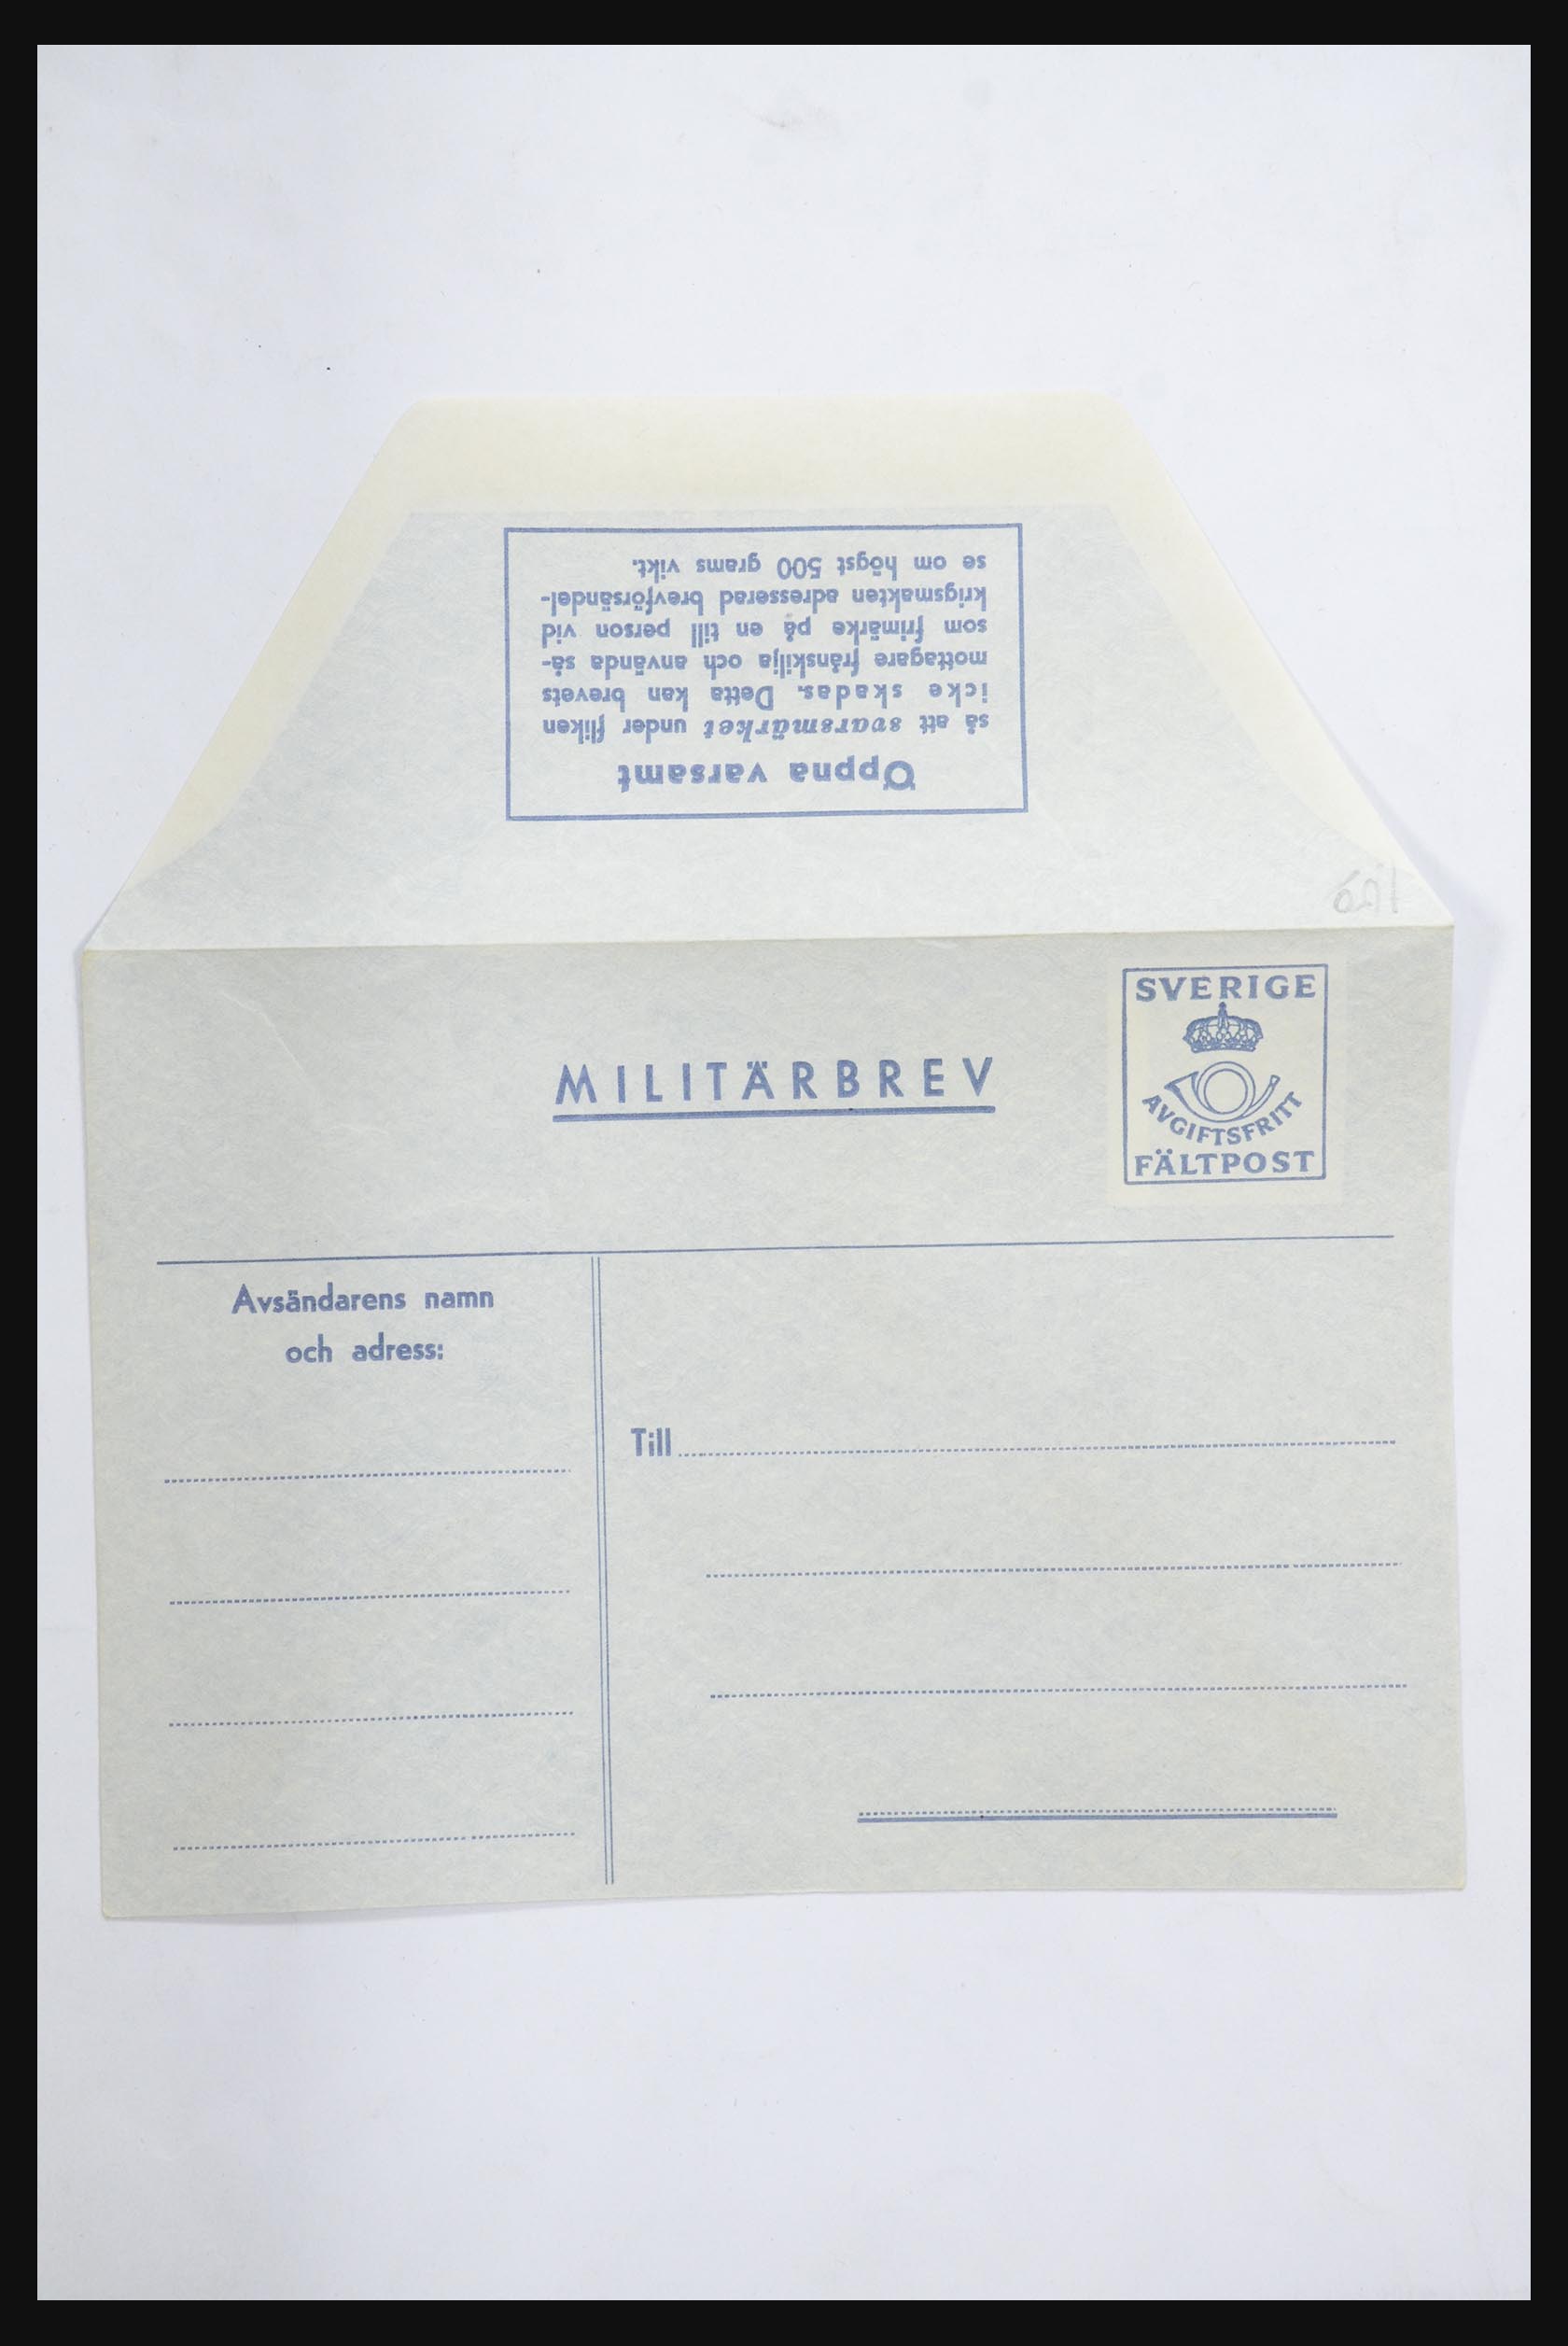 Öppna varsamt
så att svarsmärket under fliken
icke skadas. Detta kan brevets
mottagare frånskilja och använda så-
som frimärke på en till person vid
krigsmakten adresserad brevförsändel-
se om högst 500 grams vikt.
SVERIGE
AVGIFTSFRITT
FÄLTPOST
MILITÄRBREV
Avsändarens namn
och adress:
Till